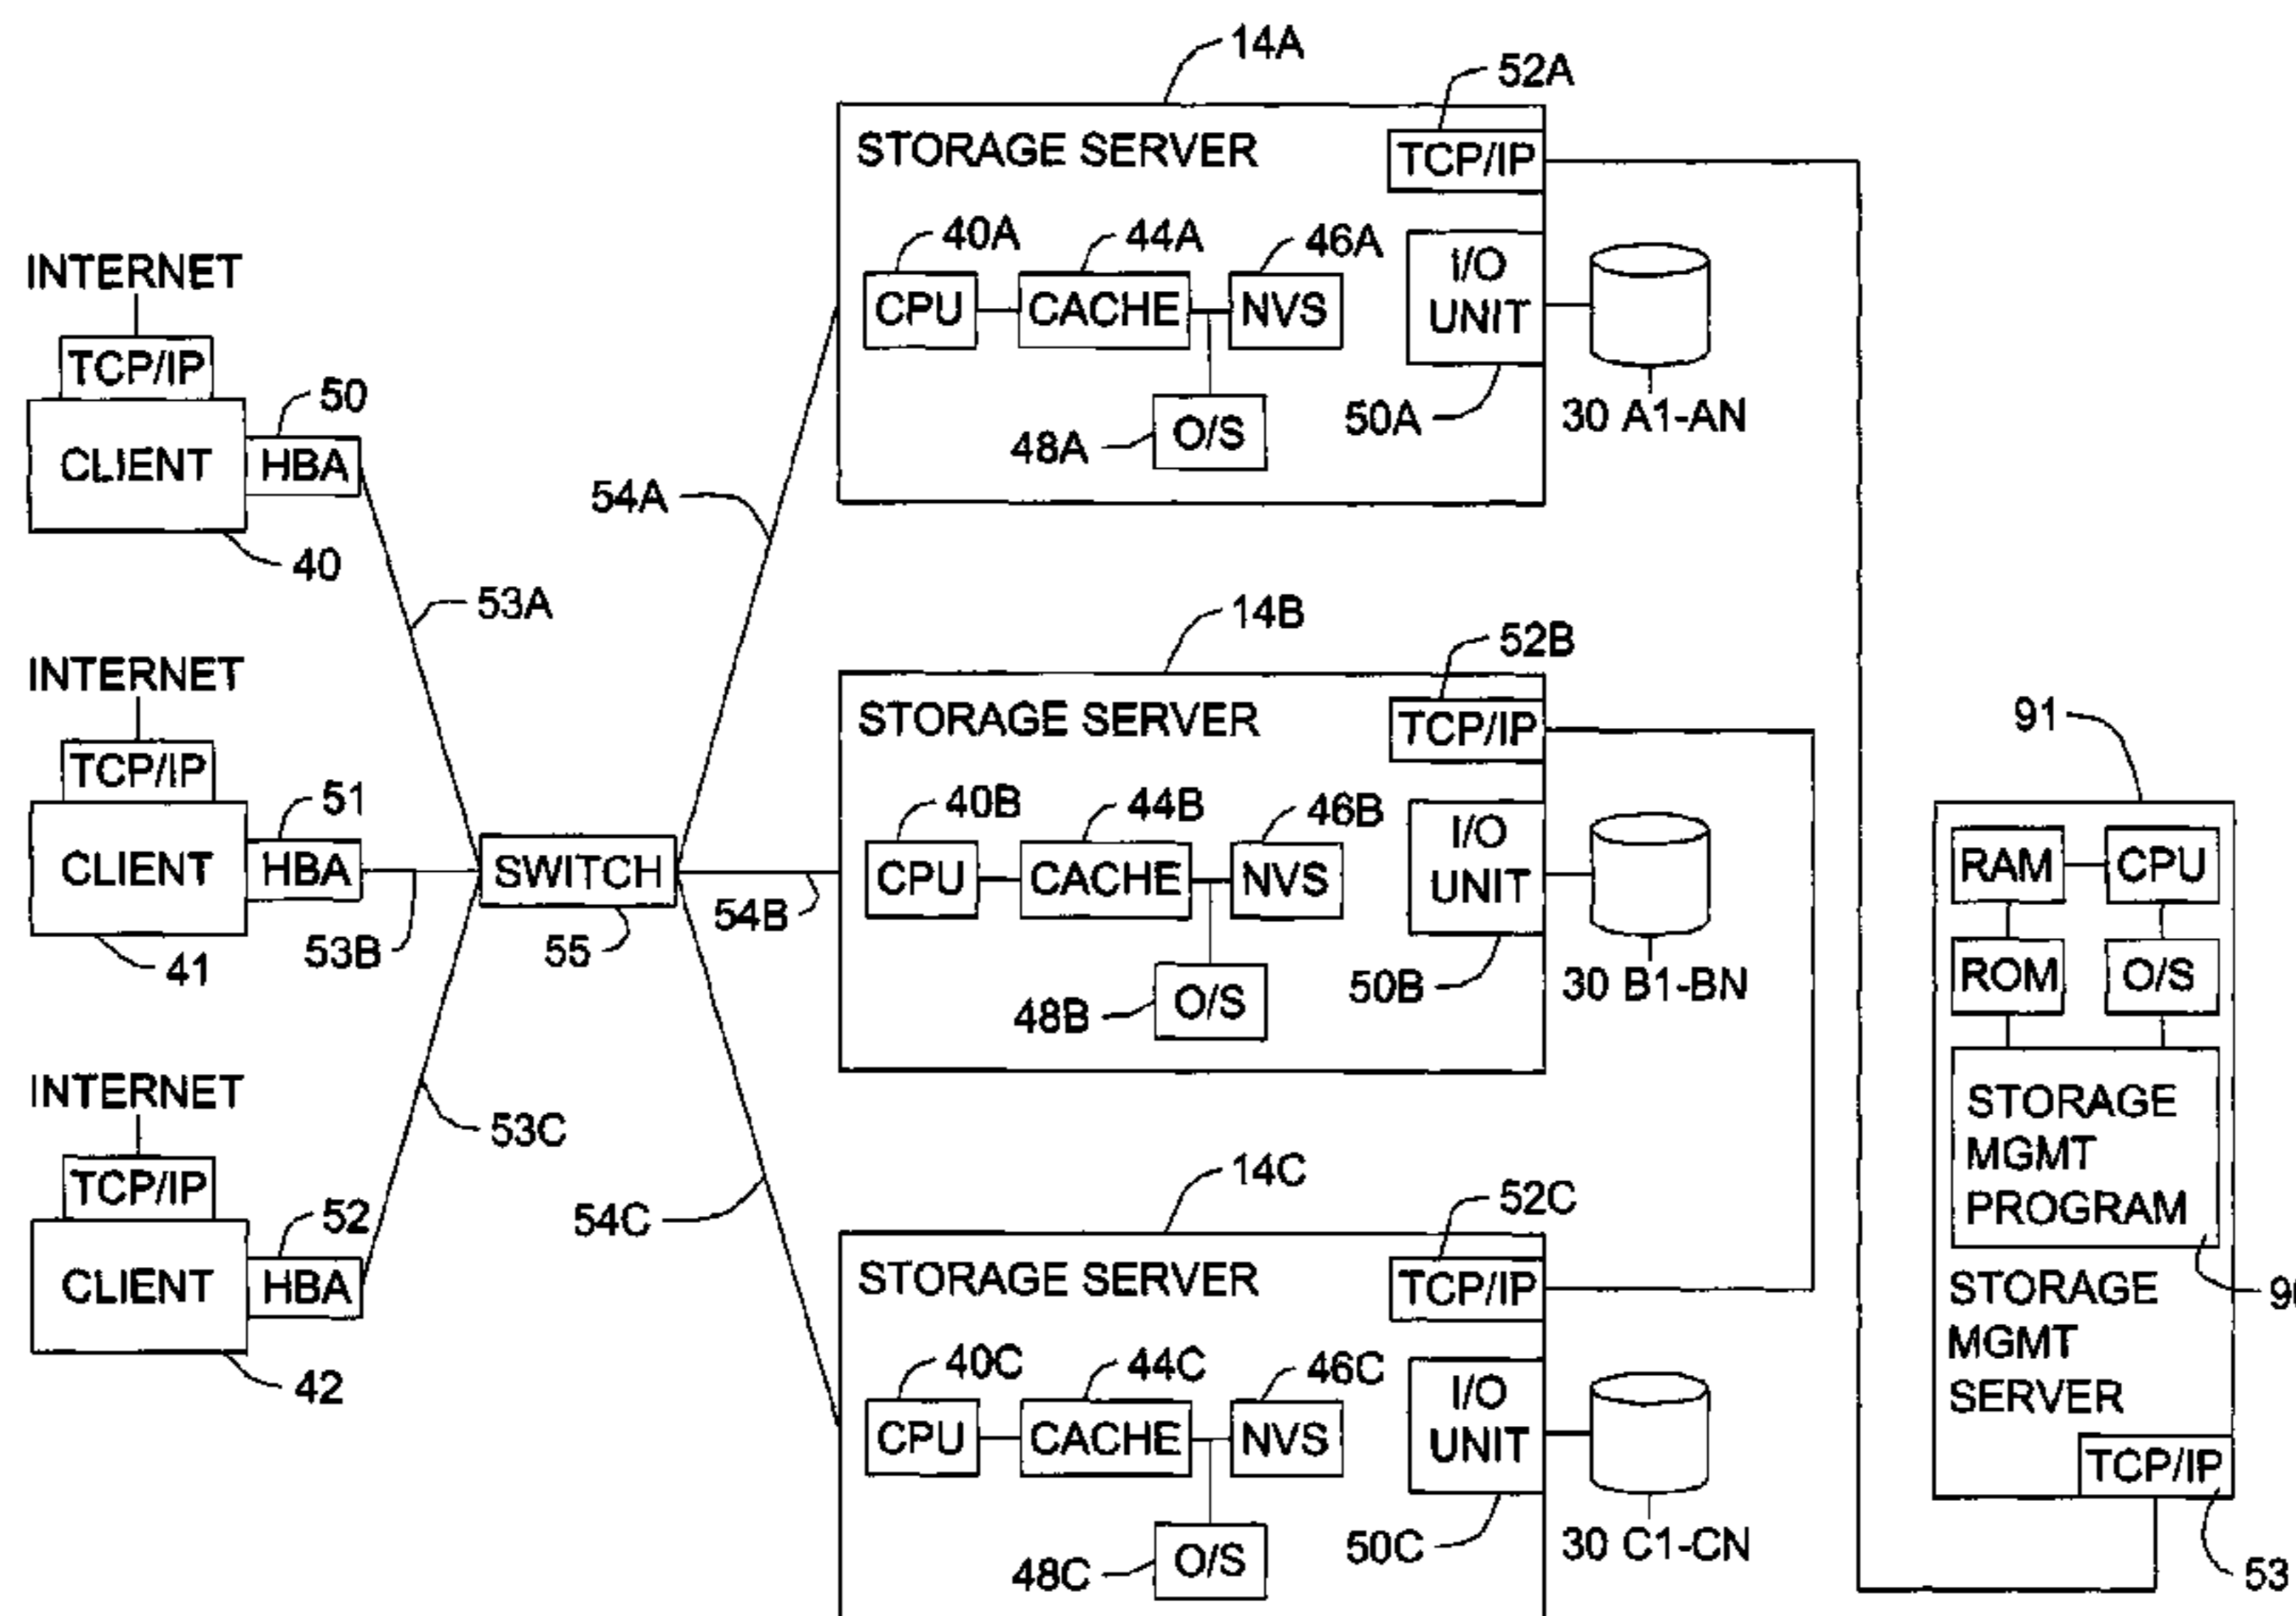 14A
52A
STORAGE SERVER
TCP/IP
40A
44A
46A
CPU
CACHE
NVS
I/O
UNIT
48A
O/S
50A
30 A1-AN
INTERNET
TCP/IP
50
CLIENT
HBA
40
53A
54A
INTERNET
TCP/IP
51
CLIENT
HBA
41
53B
SWITCH
55
54B
INTERNET
TCP/IP
52
CLIENT
HBA
42
53C
54C
14B
52B
STORAGE SERVER
TCP/IP
40B
44B
46B
CPU
CACHE
NVS
I/O
UNIT
48B
O/S
50B
30 B1-BN
14C
52C
STORAGE SERVER
TCP/IP
40C
44C
46C
CPU
CACHE
NVS
I/O
UNIT
48C
O/S
50C
30 C1-CN
91
RAM
CPU
ROM
O/S
STORAGE
MGMT
PROGRAM
STORAGE
MGMT
SERVER
TCP/IP
53